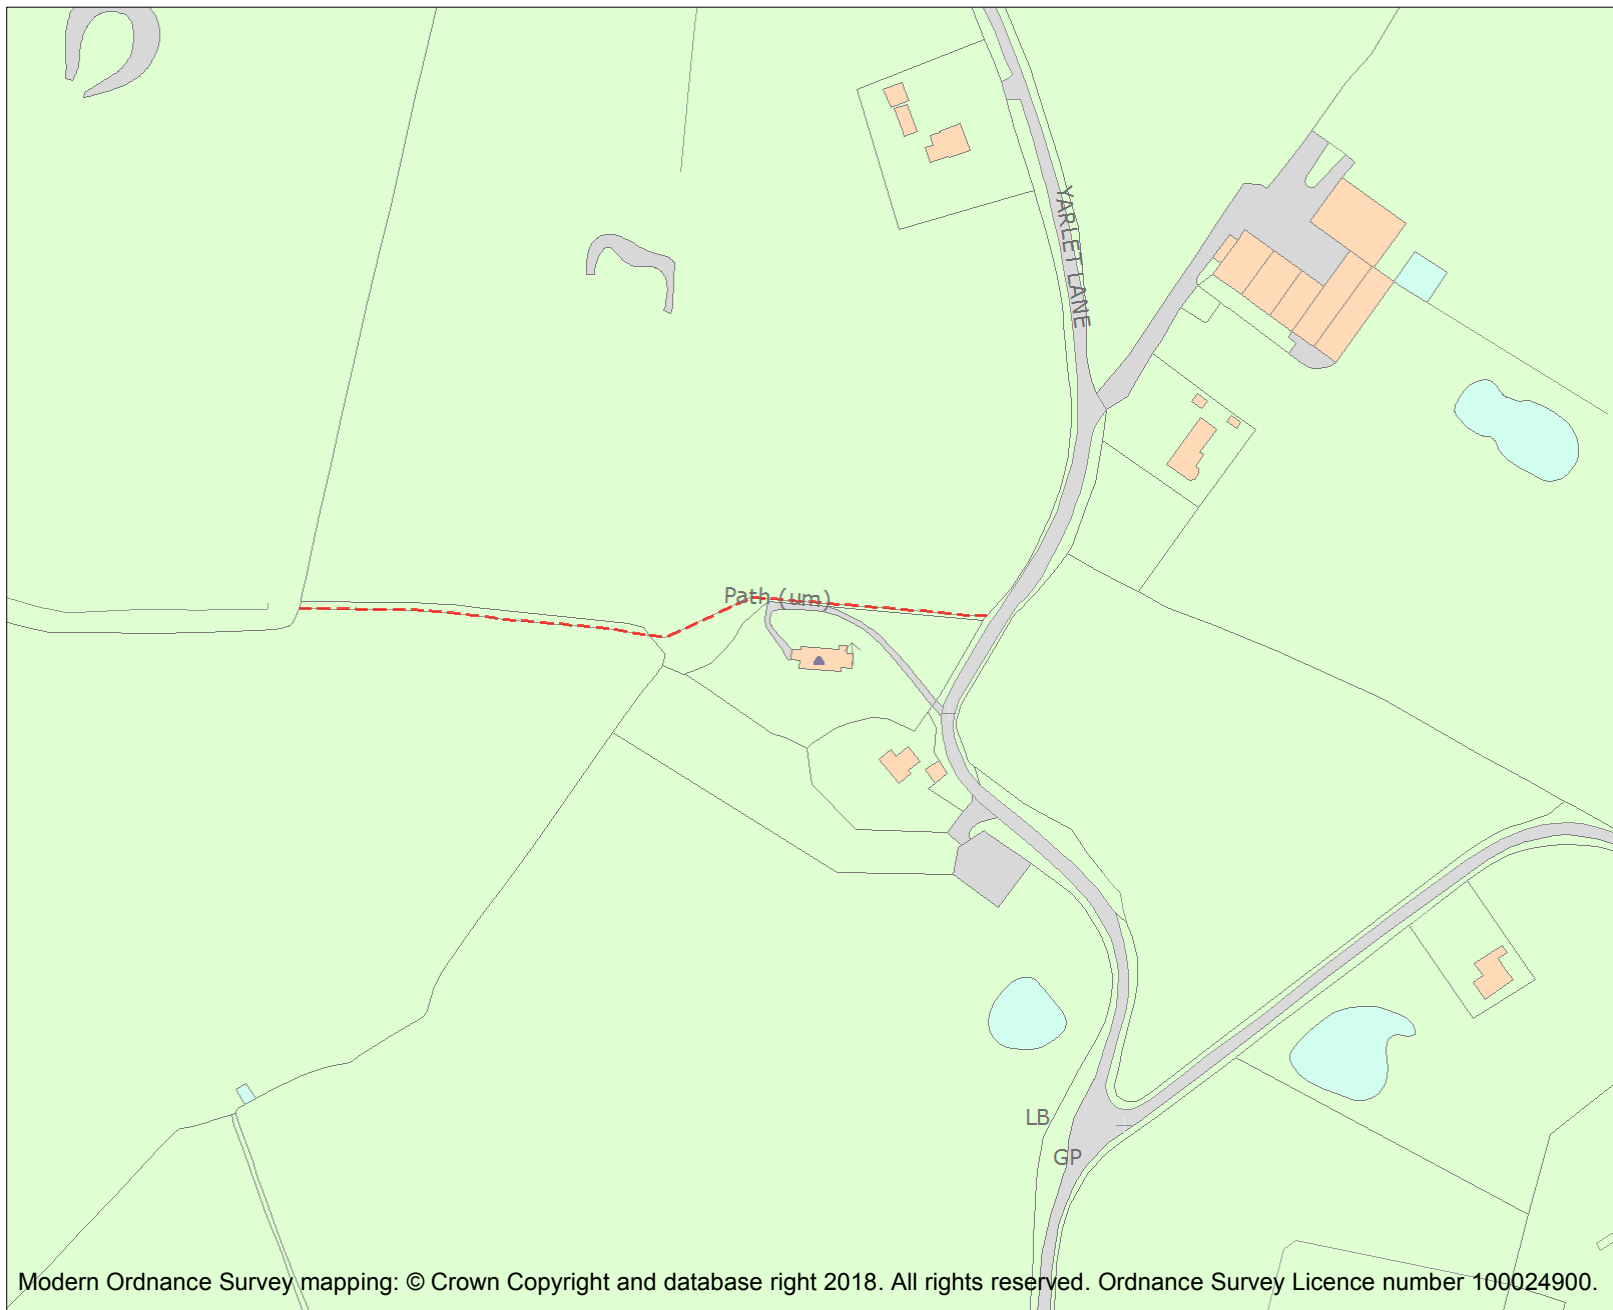 YARLET LANE
Path (um)
LB
GP
Modern Ordnance Survey mapping: © Crown Copyright and database right 2018. All rights reserved. Ordnance Survey Licence number 100024900.